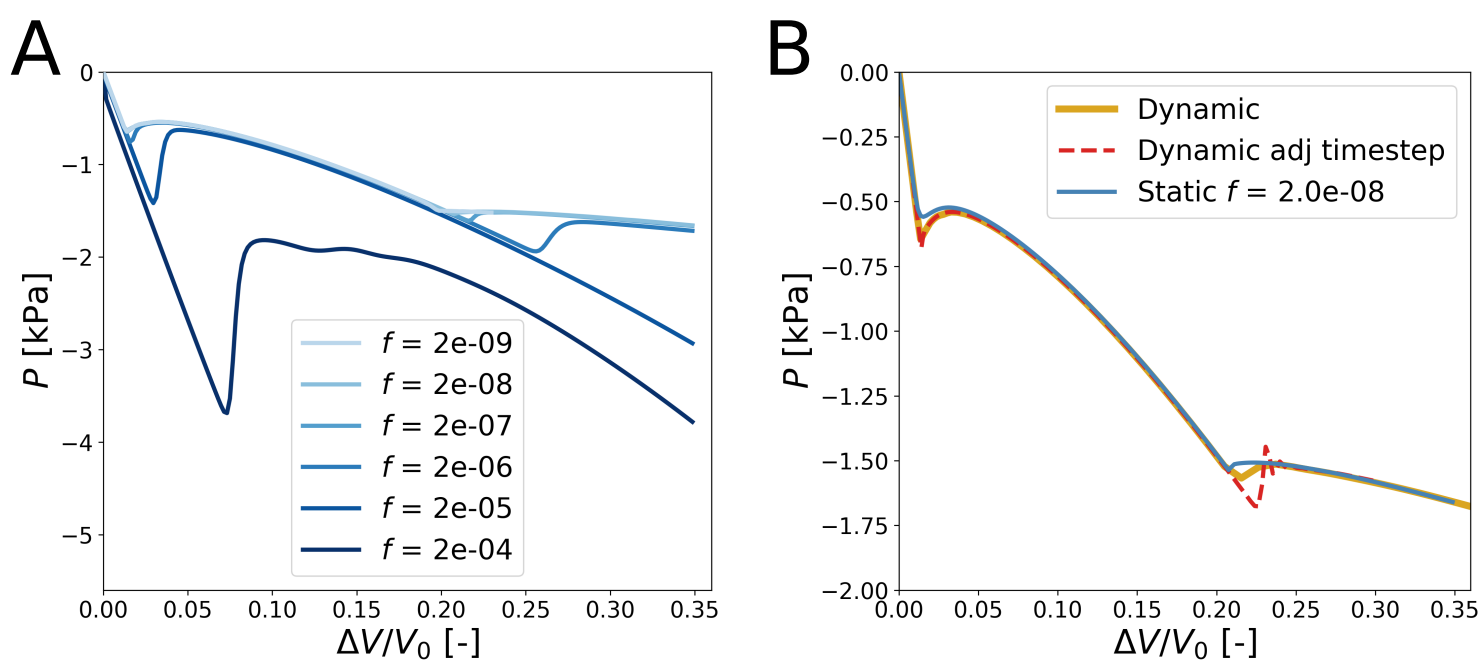 A
0
−1
−2
−3
−4
−5
P [kPa]
f = 2e-09
f = 2e-08
f = 2e-07
f = 2e-06
f = 2e-05
f = 2e-04
0.00 0.05 0.10 0.15 0.20 0.25 0.30 0.35
ΔV/V₀ [-]
B
0.00
−0.25
−0.50
−0.75
−1.00
−1.25
−1.50
−1.75
−2.00
P [kPa]
Dynamic
Dynamic adj timestep
Static f = 2.0e-08
0.00 0.05 0.10 0.15 0.20 0.25 0.30 0.35
ΔV/V₀ [-]